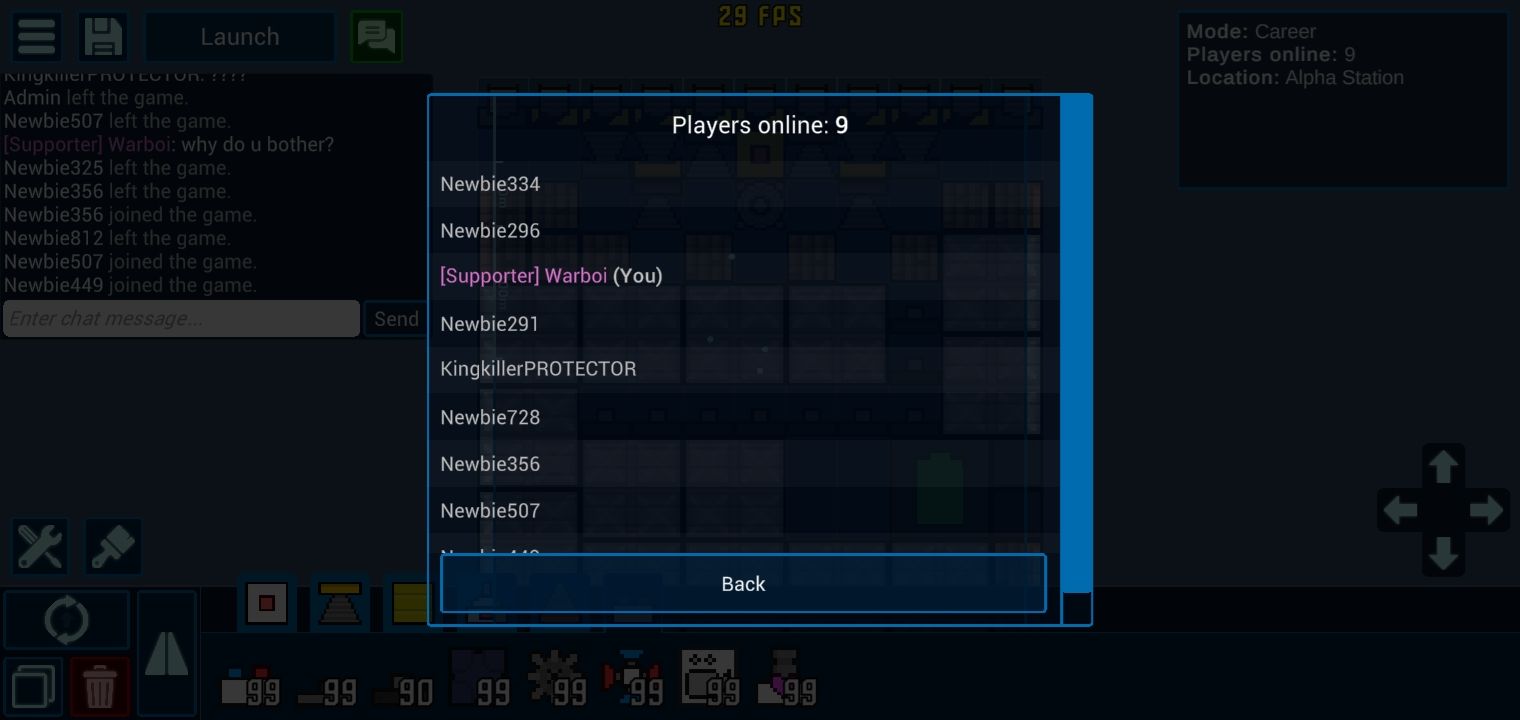 29 FPS
Launch
KingkillerPROTECTOR: ????
Admin left the game.
Newbie507 left the game.
[Supporter] Warboi: why do u bother?
Newbie325 left the game.
Newbie356 left the game.
Newbie356 joined the game.
Newbie812 left the game.
Newbie507 joined the game.
Newbie449 joined the game.
Enter chat message...
Send
Players online: 9
Newbie334
Newbie296
[Supporter] Warboi (You)
Newbie291
KingkillerPROTECTOR
Newbie728
Newbie356
Newbie507
Newbie449
Back
Mode: Career
Players online: 9
Location: Alpha Station
99
99
90
99
99
99
99
99